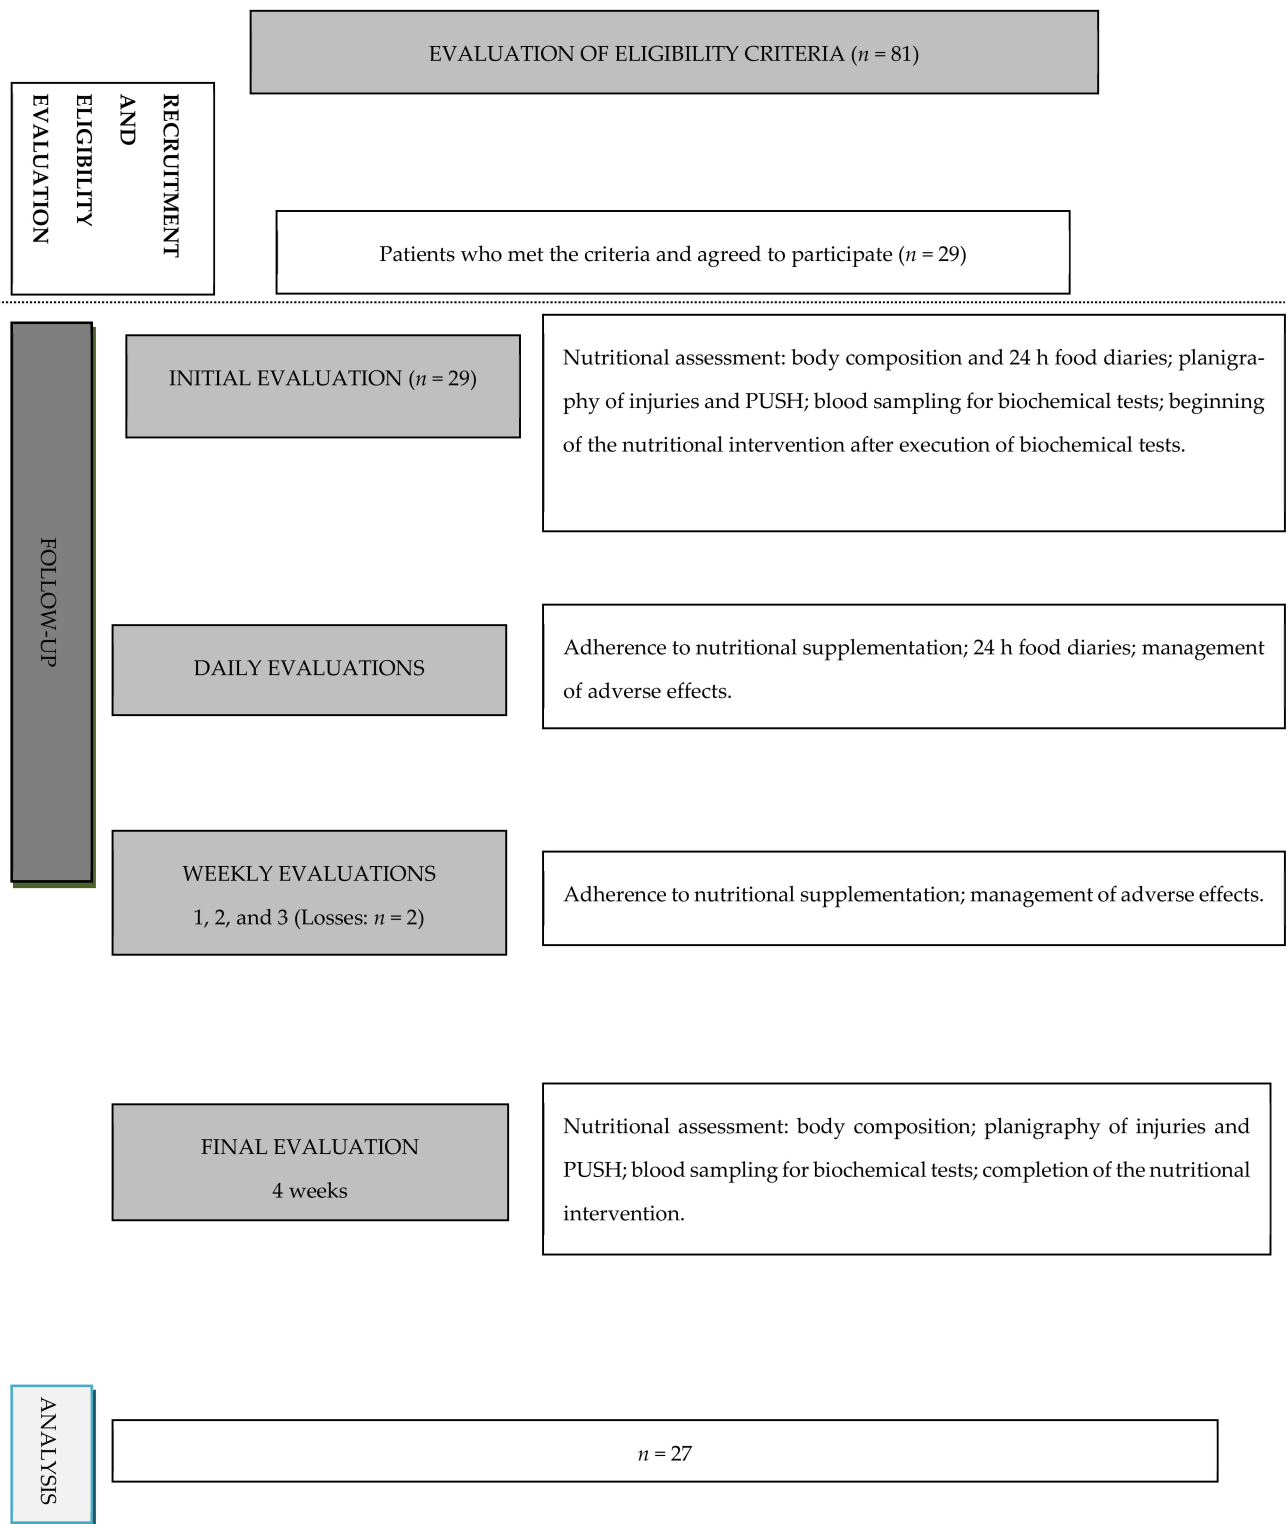 EVALUATION OF ELIGIBILITY CRITERIA (n = 81)
RECRUITMENT
AND
ELIGIBILITY
EVALUATION
Patients who met the criteria and agreed to participate (n = 29)
FOLLOW-UP
INITIAL EVALUATION (n = 29)
Nutritional assessment: body composition and 24 h food diaries; planigra-
phy of injuries and PUSH; blood sampling for biochemical tests; beginning
of the nutritional intervention after execution of biochemical tests.
DAILY EVALUATIONS
Adherence to nutritional supplementation; 24 h food diaries; management
of adverse effects.
WEEKLY EVALUATIONS
1, 2, and 3 (Losses: n = 2)
Adherence to nutritional supplementation; management of adverse effects.
FINAL EVALUATION
4 weeks
Nutritional assessment: body composition; planigraphy of injuries and
PUSH; blood sampling for biochemical tests; completion of the nutritional
intervention.
ANALYSIS
n = 27